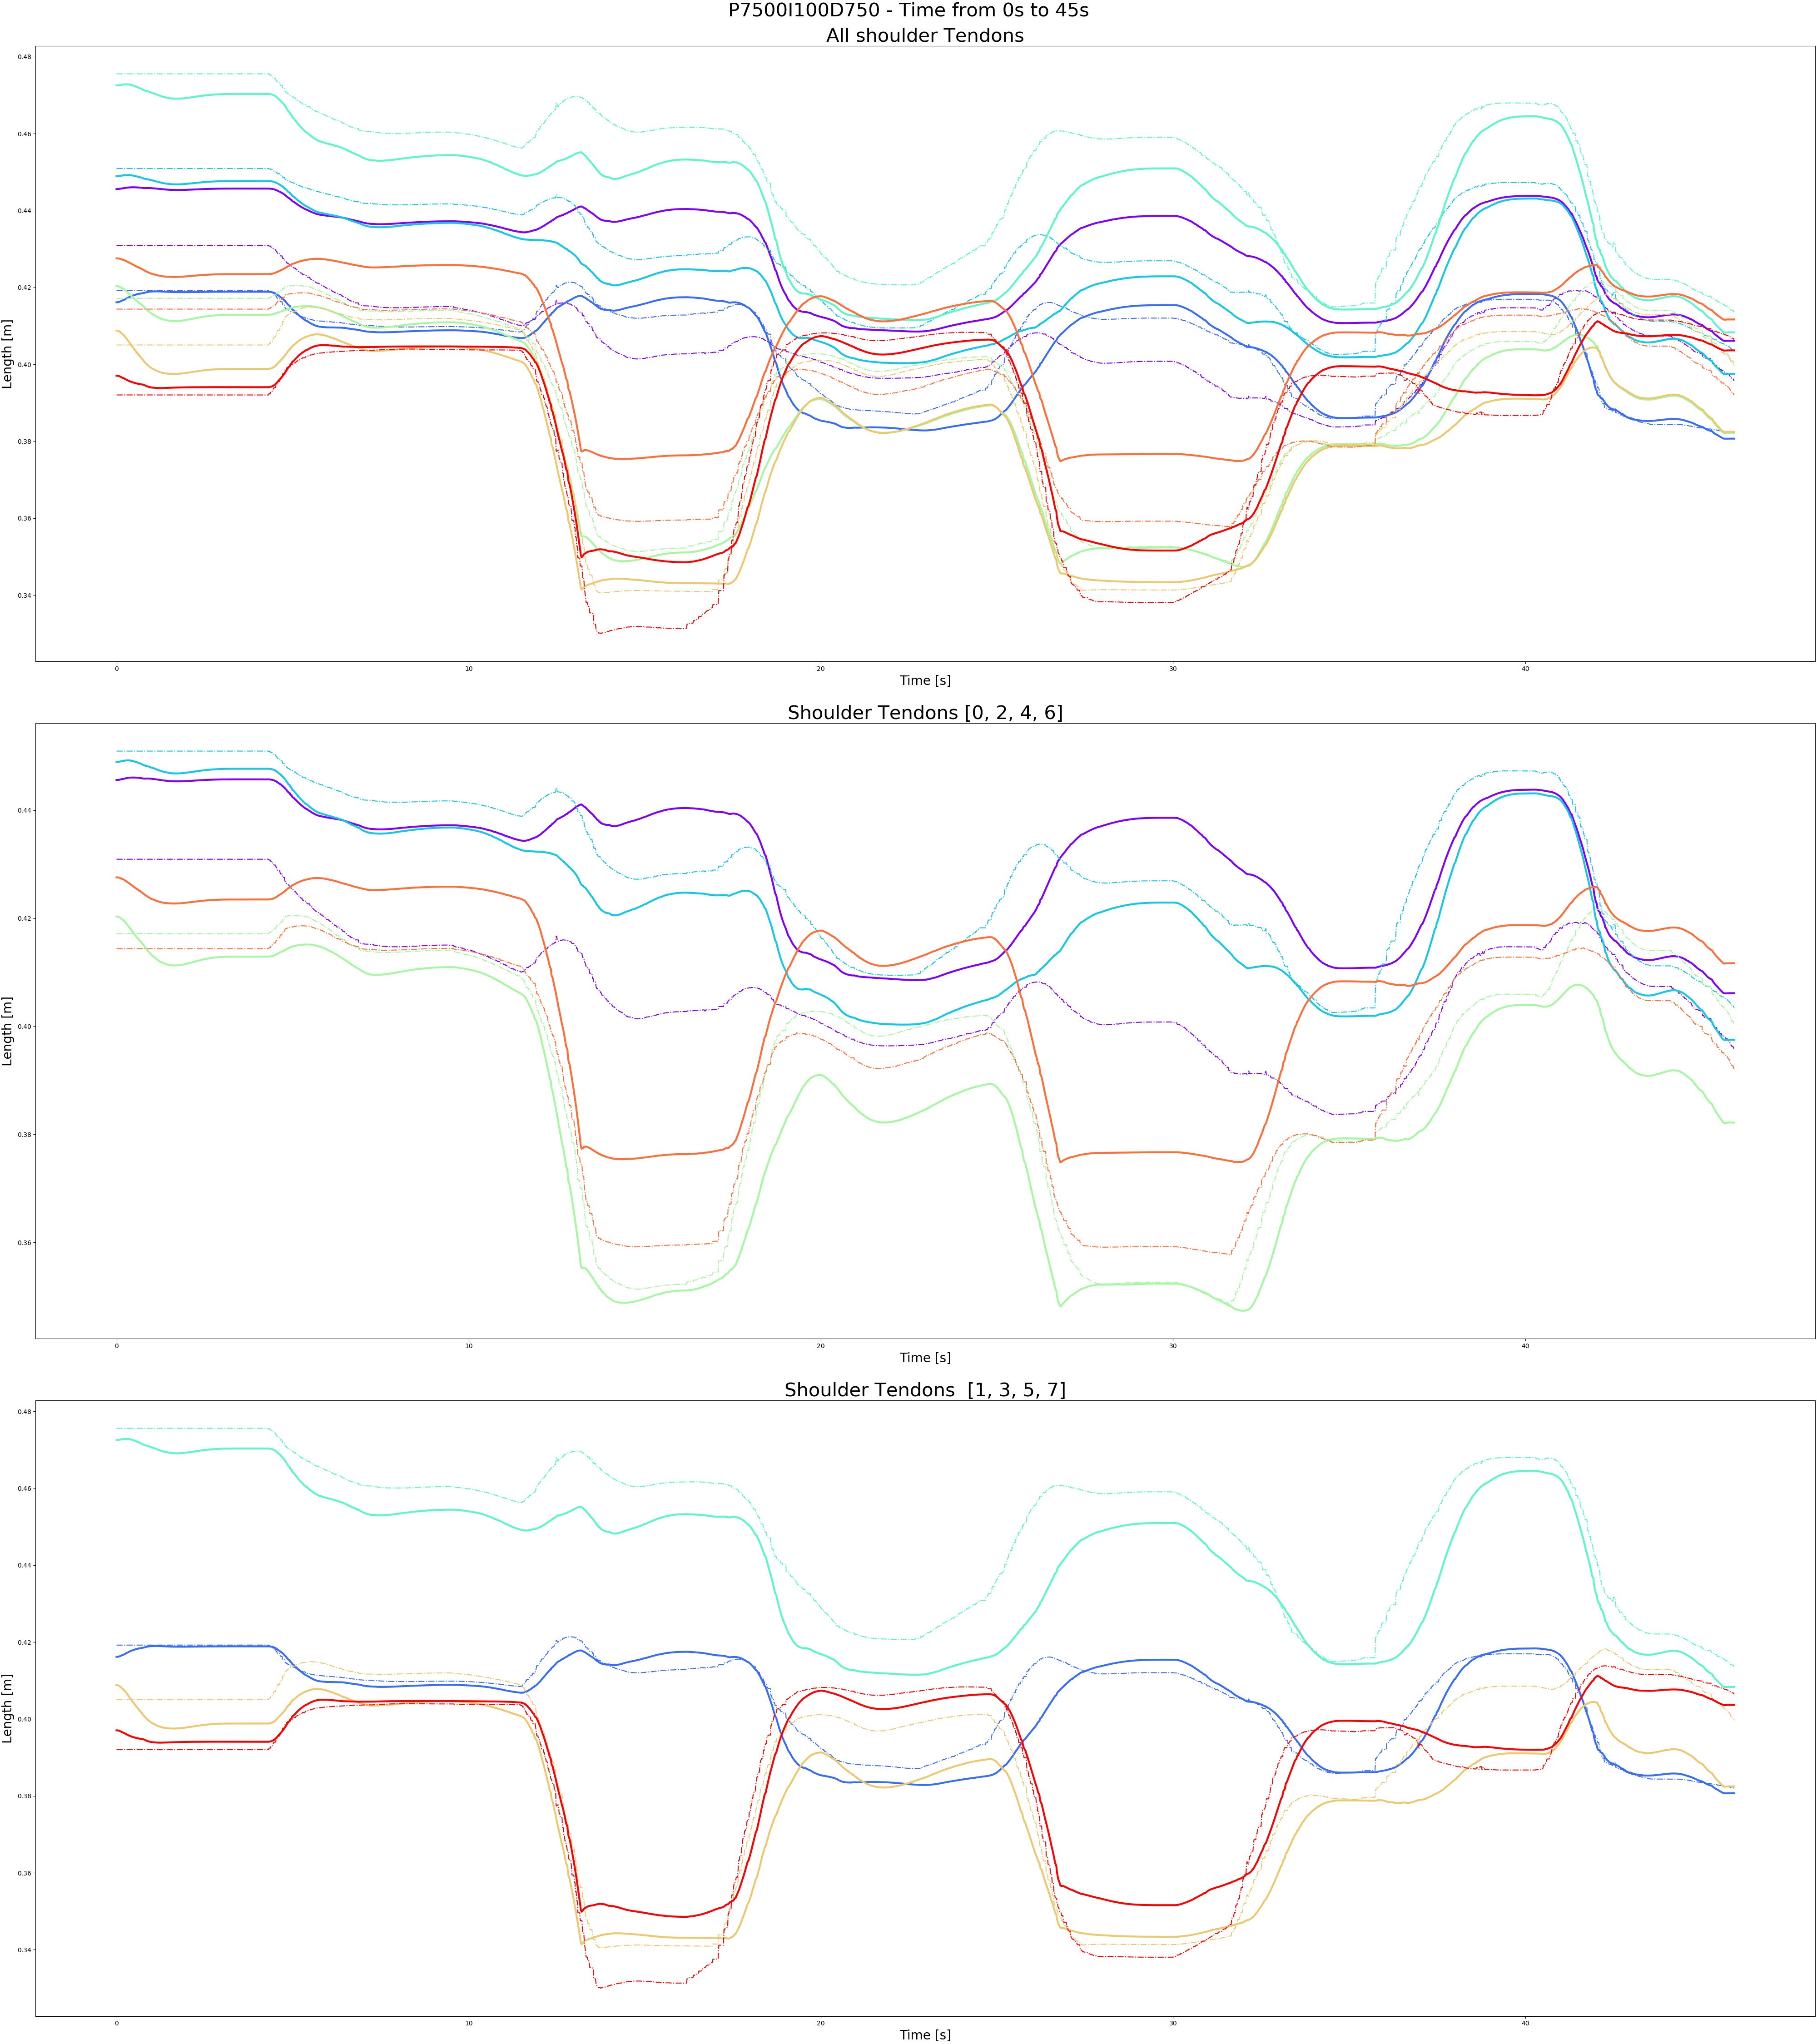 P7500I100D750 - Time from 0s to 45s
All shoulder Tendons
0.48
0.46
0.44
0.42
0.40
0.38
0.36
0.34
Length [m]
0 10 20 30 40
Time [s]
Shoulder Tendons [0, 2, 4, 6]
0.44
0.42
0.40
0.38
0.36
Length [m]
0 10 20 30 40
Time [s]
Shoulder Tendons [1, 3, 5, 7]
0.48
0.46
0.44
0.42
0.40
0.38
0.36
0.34
Length [m]
0 10 20 30 40
Time [s]